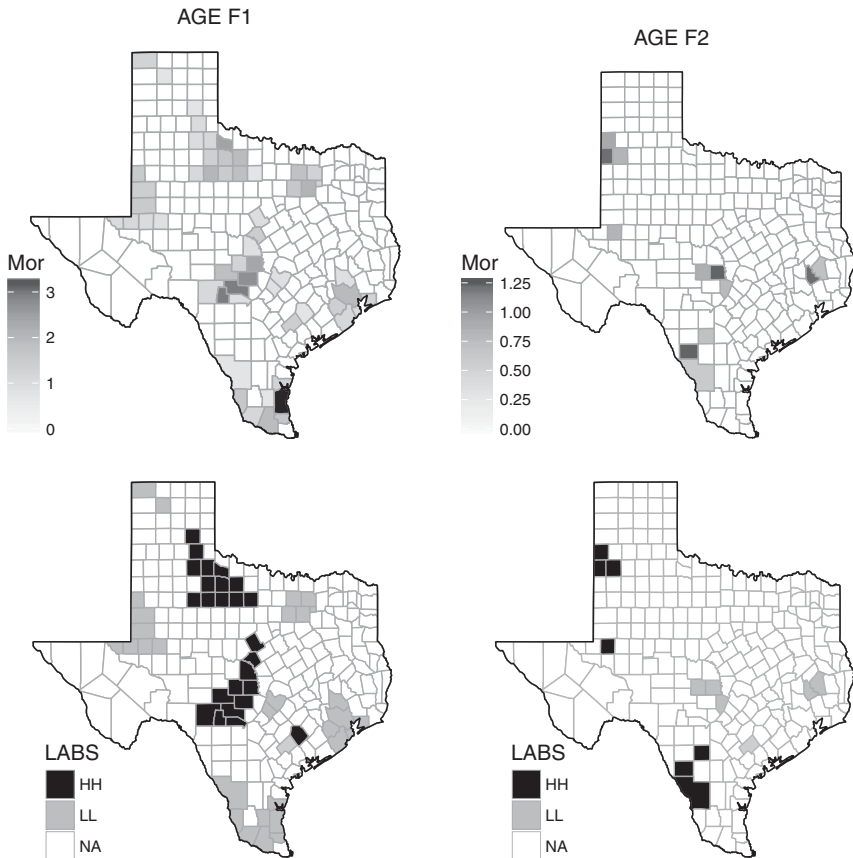 AGE F1
AGE F2
Mor
3
2
1
0
Mor
1.25
1.00
0.75
0.50
0.25
0.00
LABS
HH
LL
NA
LABS
HH
LL
NA